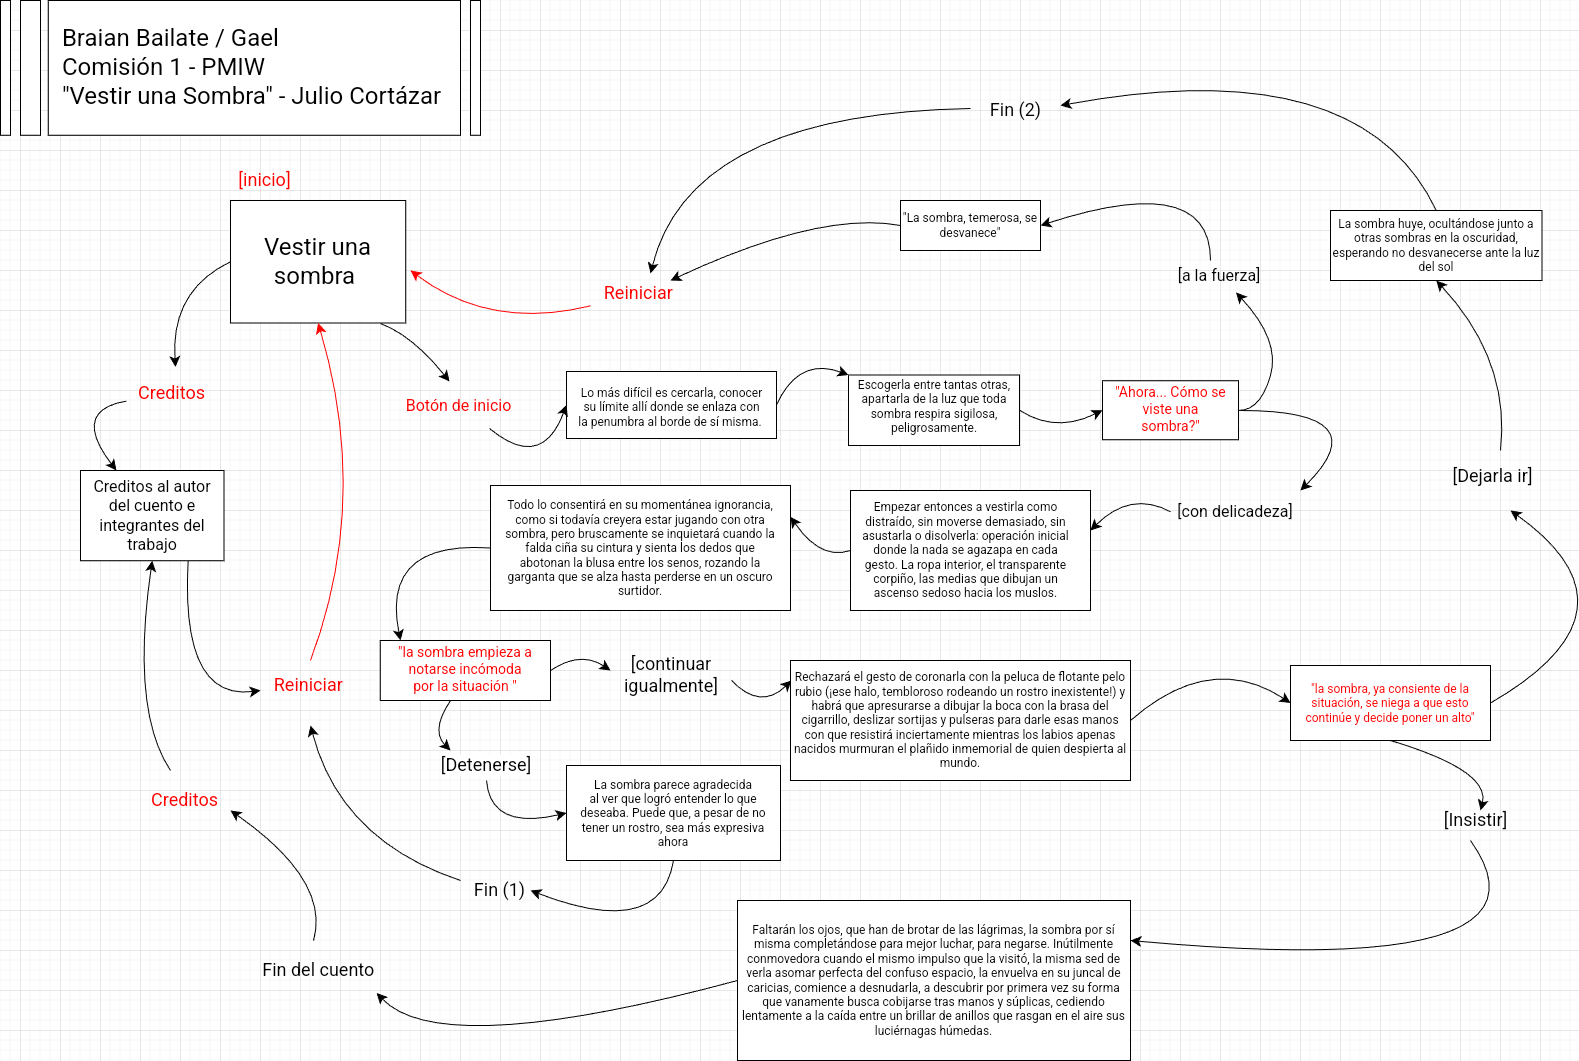 Braian Bailate / Gael
Comisión 1 - PMIW
"Vestir una Sombra" - Julio Cortázar
[inicio]
Vestir una
sombra
Creditos
Creditos al autor
del cuento e
integrantes del
trabajo
Botón de inicio
Lo más difícil es cercarla, conocer
su límite allí donde se enlaza con
la penumbra al borde de sí misma.
Escogerla entre tantas otras,
apartarla de la luz que toda
sombra respira sigilosa,
peligrosamente.
"Ahora... Cómo se
viste una
sombra?"
[a la fuerza]
"La sombra, temerosa, se
desvanece"
Reiniciar
Fin (2)
La sombra huye, ocultándose junto a
otras sombras en la oscuridad,
esperando no desvanecerse ante la luz
del sol
[Dejarla ir]
[con delicadeza]
Empezar entonces a vestirla como
distraído, sin moverse demasiado, sin
asustarla o disolverla: operación inicial
donde la nada se agazapa en cada
gesto. La ropa interior, el transparente
corpiño, las medias que dibujan un
ascenso sedoso hacia los muslos.
Todo lo consentirá en su momentánea ignorancia,
como si todavía creyera estar jugando con otra
sombra, pero bruscamente se inquietará cuando la
falda ciña su cintura y sienta los dedos que
abotonan la blusa entre los senos, rozando la
garganta que se alza hasta perderse en un oscuro
surtidor.
"la sombra empieza a
notarse incómoda
por la situación "
[continuar
igualmente]
Rechazará el gesto de coronarla con la peluca de flotante pelo
rubio (¡ese halo, tembloroso rodeando un rostro inexistente!) y
habrá que apresurarse a dibujar la boca con la brasa del
cigarrillo, deslizar sortijas y pulseras para darle esas manos
con que resistirá inciertamente mientras los labios apenas
nacidos murmuran el plañido inmemorial de quien despierta al
mundo.
"la sombra, ya consiente de la
situación, se niega a que esto
continúe y decide poner un alto"
[Insistir]
[Detenerse]
La sombra parece agradecida
al ver que logró entender lo que
deseaba. Puede que, a pesar de no
tener un rostro, sea más expresiva
ahora
Fin (1)
Reiniciar
Creditos
Fin del cuento
Faltarán los ojos, que han de brotar de las lágrimas, la sombra por sí
misma completándose para mejor luchar, para negarse. Inútilmente
conmovedora cuando el mismo impulso que la visitó, la misma sed de
verla asomar perfecta del confuso espacio, la envuelva en su juncal de
caricias, comience a desnudarla, a descubrir por primera vez su forma
que vanamente busca cobijarse tras manos y súplicas, cediendo
lentamente a la caída entre un brillar de anillos que rasgan en el aire sus
luciérnagas húmedas.